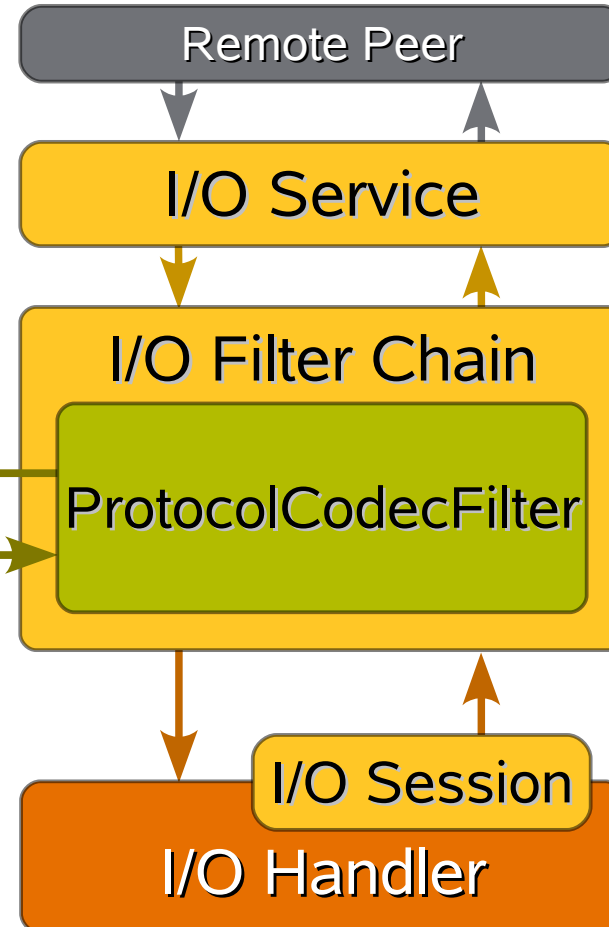 Remote Peer
I/O Service
I/O Filter Chain
ProtocolCodecFilter
I/O Session
I/O Handler